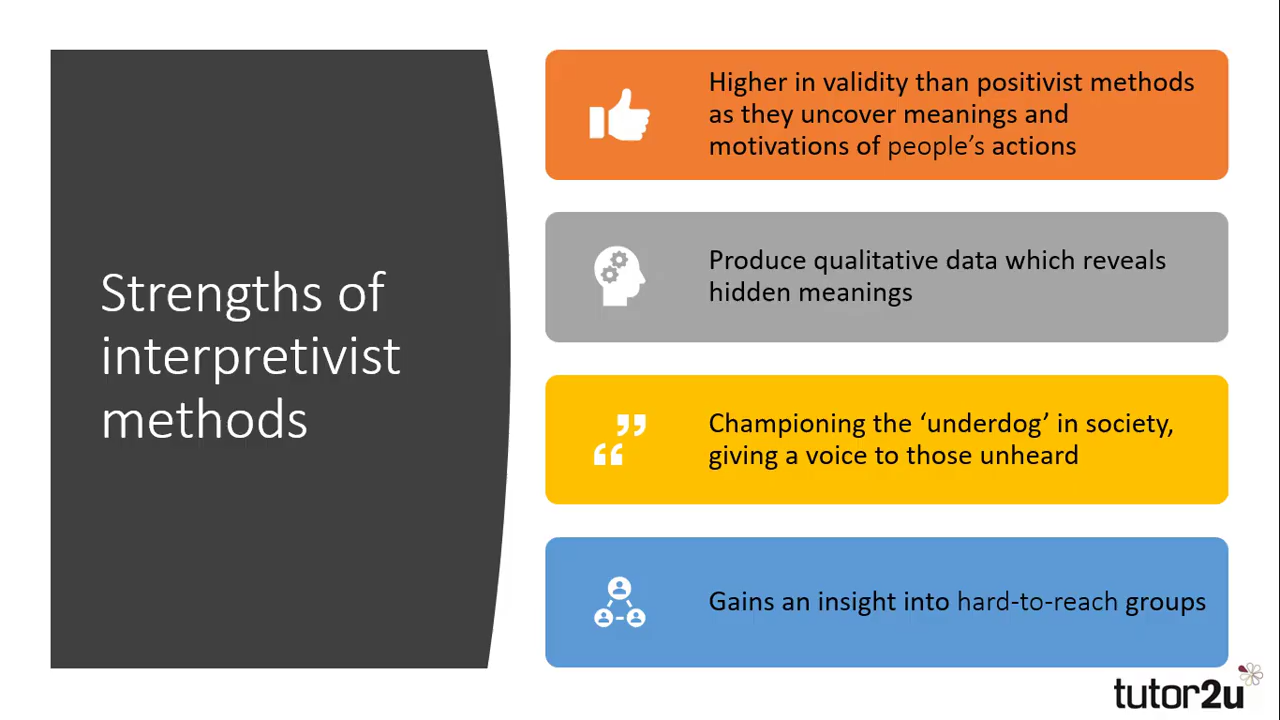 Strengths of
interpretivist
methods
Higher in validity than positivist methods
as they uncover meanings and
motivations of people’s actions
Produce qualitative data which reveals
hidden meanings
Championing the ‘underdog’ in society,
giving a voice to those unheard
Gains an insight into hard-to-reach groups
tutor2u